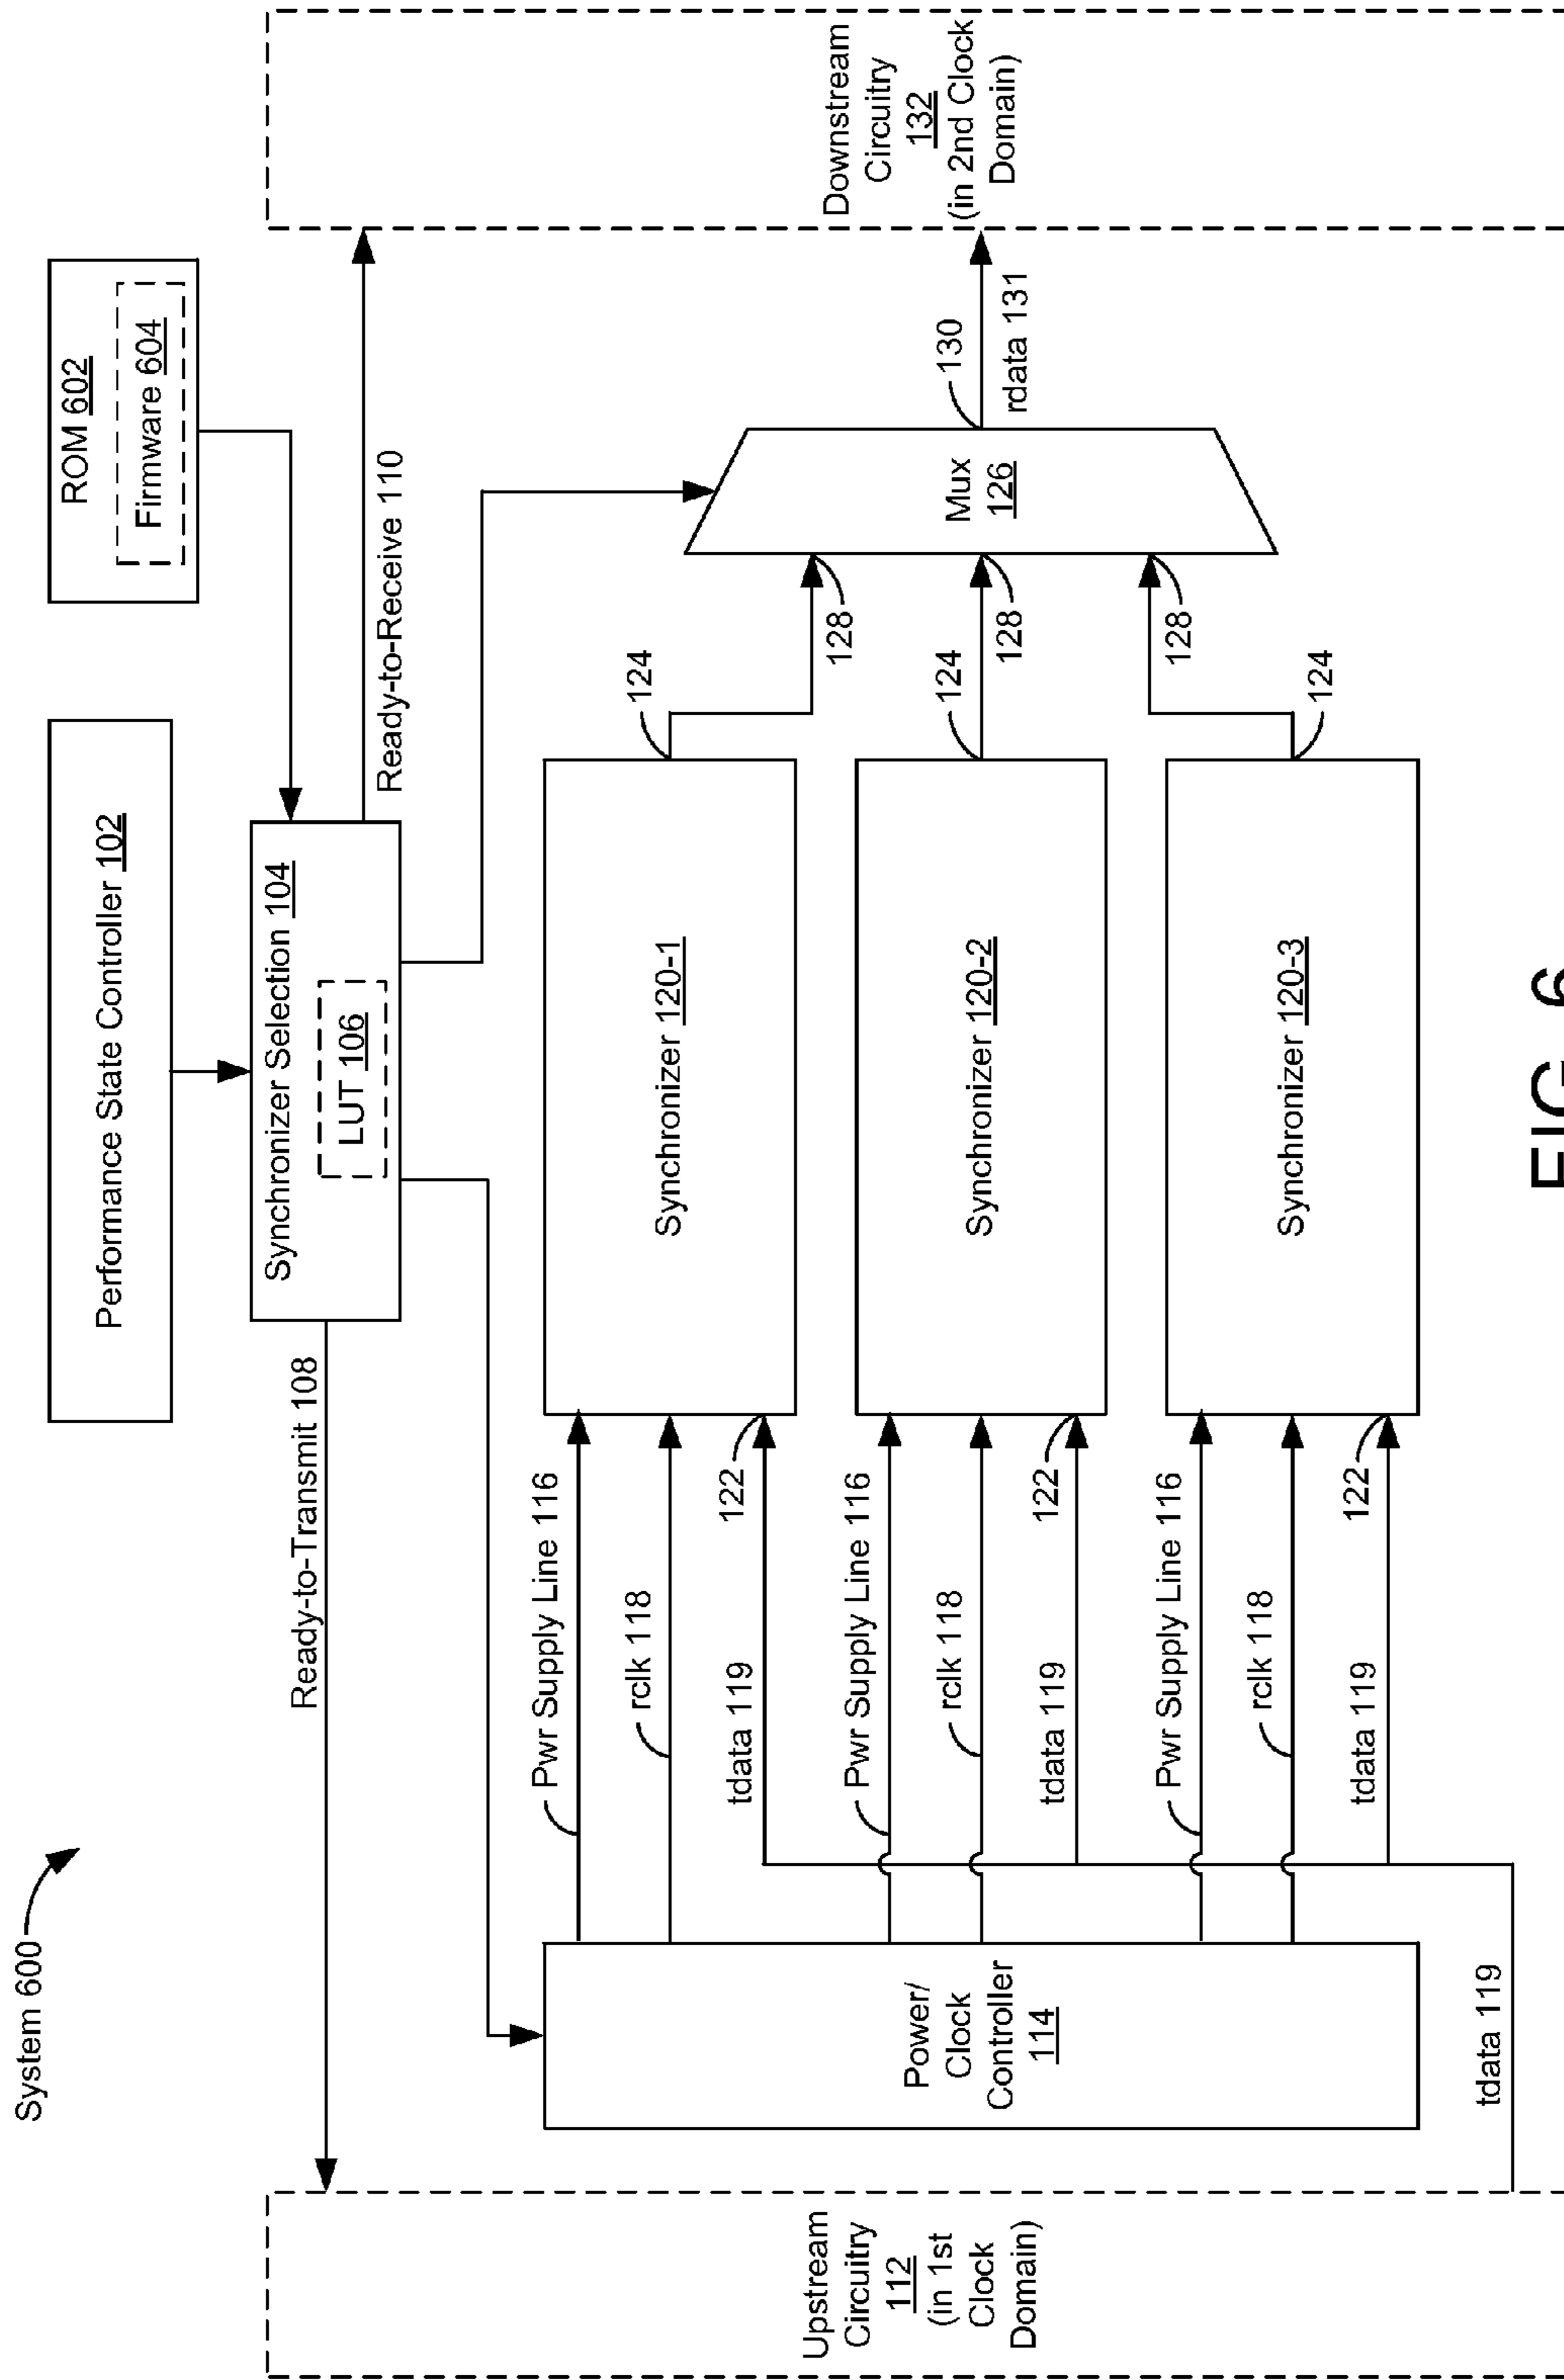 System 600
Performance State Controller 102
ROM 602
Firmware 604
Synchronizer Selection 104
LUT 106
Ready-to-Transmit 108
Ready-to-Receive 110
Upstream
Circuitry
112
(in 1st
Clock
Domain)
Power/
Clock
Controller
114
Pwr Supply Line 116
rclk 118
tdata 119
122
Synchronizer 120-1
124
128
Pwr Supply Line 116
rclk 118
tdata 119
122
Synchronizer 120-2
124
128
Pwr Supply Line 116
rclk 118
tdata 119
122
Synchronizer 120-3
124
128
Mux
126
130
rdata 131
Downstream
Circuitry
132
(in 2nd Clock
Domain)
tdata 119
FIG. 6